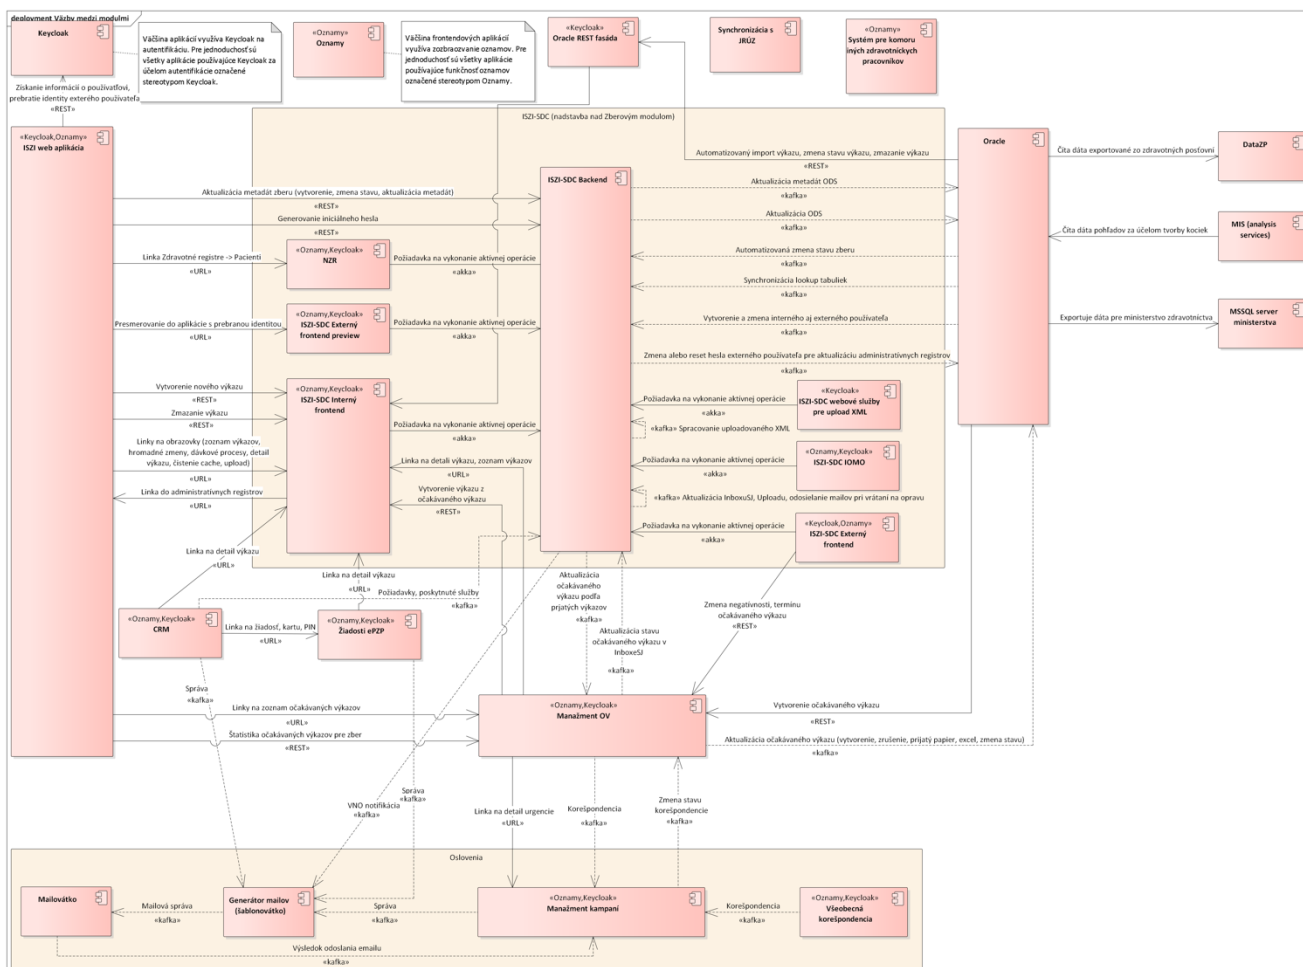 deployment Väzby medzi modulmi
Keycloak
Väčšina aplikácií využíva Keycloak na
autentifikáciu. Pre jednoduchosť sú
všetky aplikácie používajúce Keycloak za
účelom autentifikácie označené
stereotypom Keycloak.
«Oznamy»
Oznamy
Väčšina frontendových aplikácií
využíva zozbraozvanie oznamov. Pre
jednoduchosť sú všetky aplikácie
používajúce funkčnosť oznamov
označené stereotypom Oznamy.
«Keycloak»
Oracle REST fasáda
Synchronizácia s
JRÚZ
«Oznamy»
Systém pre komoru
iných zdravotníckych
pracovníkov
Získanie informácií o používatľovi,
prebratie identity exterého používateľa
«REST»
«Keycloak,Oznamy»
ISZI web aplikácia
ISZI-SDC (nadstavba nad Zberovým modulom)
ISZI-SDC Backend
Oracle
DataZP
MIS (analysis
services)
MSSQL server
ministerstva
Čita dáta exportované zo zdravotných posťovní
Číta dáta pohľadov za účelom tvorby kociek
Exportuje dáta pre ministerstvo zdravotníctva
Automatizovaný import výkazu, zmena stavu výkazu, zmazanie výkazu
«REST»
Aktualizácia metadát zberu (vytvorenie, zmena stavu, aktualizácia metadát)
«REST»
Generovanie iniciálneho hesla
«REST»
Aktualizácia metadát ODS
«kafka»
Aktualizácia ODS
«kafka»
Automatizovaná zmena stavu zberu
«kafka»
Synchronizácia lookup tabuliek
«kafka»
Vytvorenie a zmena interného aj externého používateľa
«kafka»
Zmena alebo reset hesla externého používateľa pre aktualizáciu administratívnych registrov
«kafka»
Linka Zdravotné registre -> Pacienti
«URL»
«Oznamy,Keycloak»
NZR
Požiadavka na vykonanie aktívnej operácie
«akka»
Presmerovanie do aplikácie s prebranou identitou
«URL»
«Oznamy,Keycloak»
ISZI-SDC Externý
frontend preview
Požiadavka na vykonanie aktívnej operácie
«akka»
Vytvorenie nového výkazu
«REST»
Zmazanie výkazu
«REST»
Linky na obrazovky (zoznam výkazov,
hromadné zmeny, dávkové procesy, detail
výkazu, čistenie cache, upload)
«URL»
Linka do administratívnych registrov
«URL»
«Oznamy,Keycloak»
ISZI-SDC Interný
frontend
Požiadavka na vykonanie aktívnej operácie
«akka»
Linka na detail výkazu, zoznam výkazov
«URL»
Vytvorenie výkazu z
očakávaného výkazu
«REST»
Požiadavka na vykonanie aktívnej operácie
«akka»
«Keycloak»
ISZI-SDC webové služby
pre upload XML
«kafka» Spracovanie uploadovaného XML
Požiadavka na vykonanie aktívnej operácie
«akka»
«Oznamy,Keycloak»
ISZI-SDC IOMO
«kafka» Aktualizácia InboxuSJ, Uploadu, odosielanie mailov pri vrátaní na opravu
Požiadavka na vykonanie aktívnej operácie
«akka»
«Keycloak,Oznamy»
ISZI-SDC Externý
frontend
Linka na detail výkazu
«URL»
Linka na detail výkazu
«URL»
Požiadavky, poskytnuté služby
«kafka»
Aktualizácia
očakávaného
výkazu podľa
prjatých výkazov
«kafka»
Aktualizácia stavu
očakávaného výkazu v
InboxeSJ
«kafka»
Zmena negatívnosti, termínu
očakávaného výkazu
«REST»
«Oznamy,Keycloak»
CRM
Linka na žiadosť, kartu, PIN
«URL»
«Oznamy,Keycloak»
Žiadosti ePZP
Správa
«kafka»
Linky na zoznam očakávaných výkazov
«URL»
Štatistika očakávaných výkazov pre zber
«REST»
«Oznamy,Keycloak»
Manažment OV
Vytvorenie očakávaného výkazu
«REST»
Aktualizácia očakávaného výkazu (vytvorenie, zrušenie, prijatý papier, excel, zmena stavu)
«kafka»
VNO notifikácia
«kafka»
Správa
«kafka»
Linka na detail urgencie
«URL»
Korešpondencia
«kafka»
Zmena stavu
korešpondencie
«kafka»
Oslovenia
Mailovátko
Mailová správa
«kafka»
Generátor mailov
(šablonovátko)
Správa
«kafka»
«Oznamy,Keycloak»
Manažment kampaní
Korešpondencia
«kafka»
«Oznamy,Keycloak»
Všeobecná
korešpondencia
Výsledok odoslania emailu
«kafka»